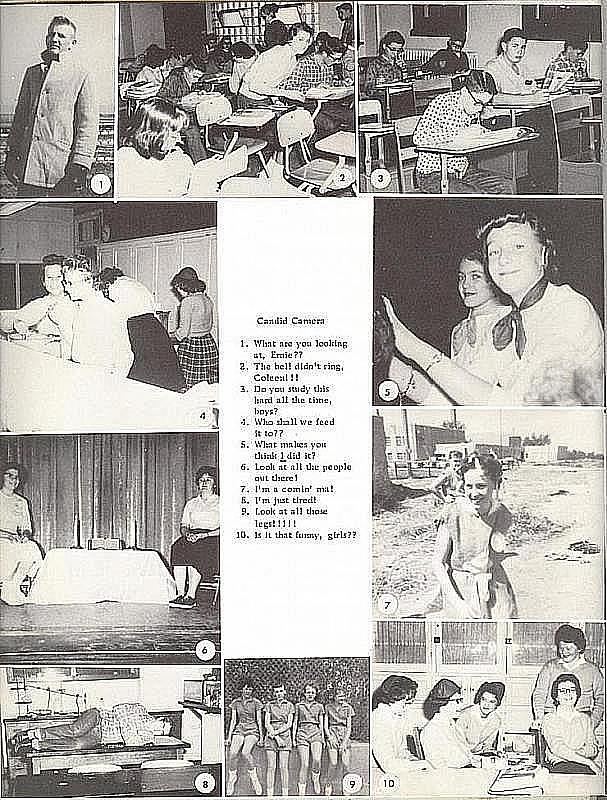 1
2
3
4
5
6
7
8
9
10
Candid Camera
1. What are you looking
at, Ernie??
2. The bell didn't ring,
Coleen!!!
3. Do you study this
hard all the time,
boys?
4. Who shall we feed
it to??
5. What makes you
think I did it?
6. Look at all the people
out there!
7. I'm a comin' ma!
8. I'm just tired!
9. Look at all those
legs!!!!!
10. Is it that funny, girls??